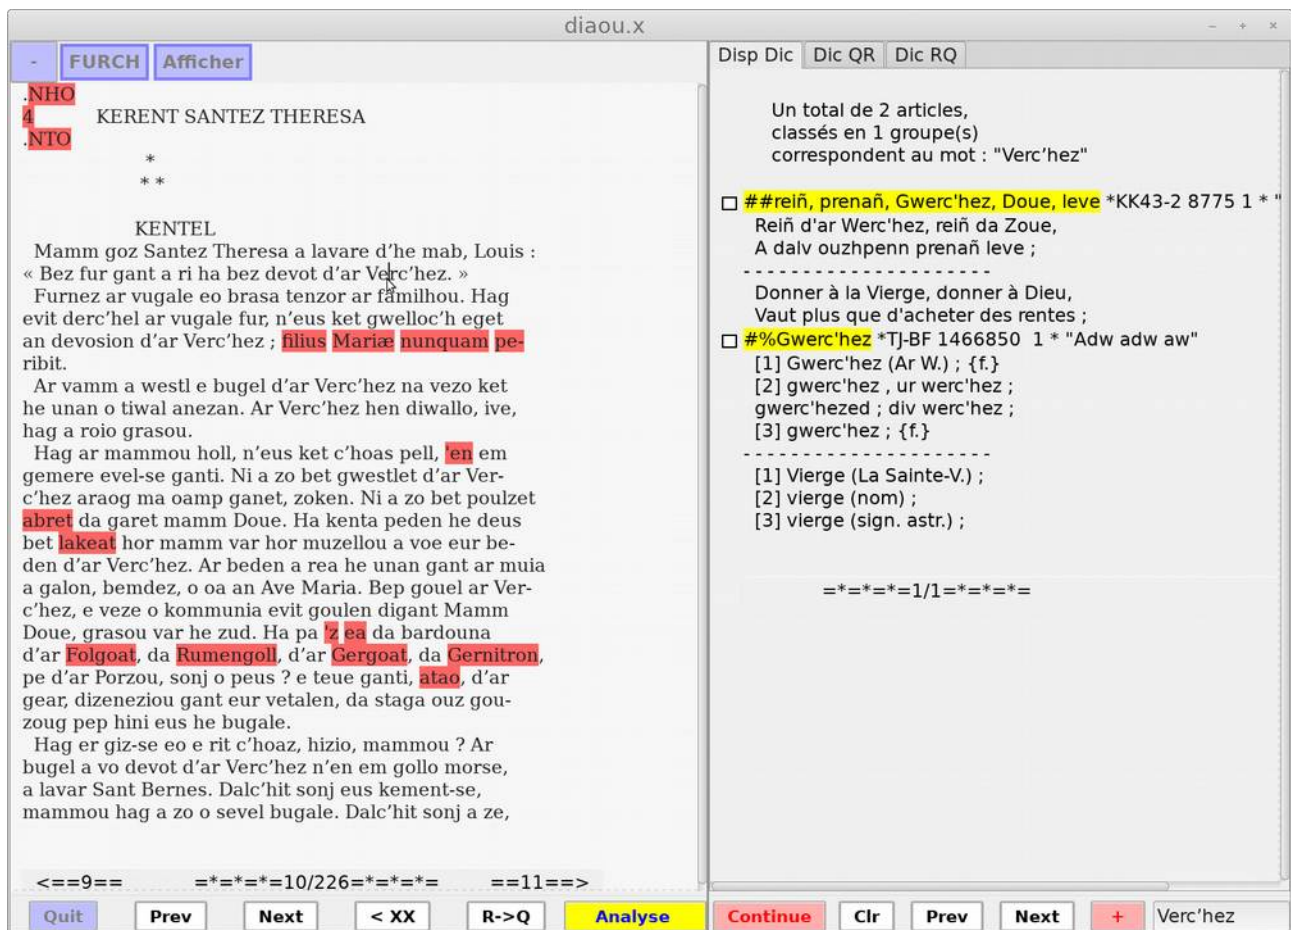 diaou.x
- FURCH Afficher
.NHO
4 KERENT SANTEZ THERESA
.NTO
*
* *
KENTEL
Mamm goz Santez Theresa a lavare d’he mab, Louis :
« Bez fur gant a ri ha bez devot d’ar Verc’hez. »
Furnez ar vugale eo brasa tenzor ar familhou. Hag
evit derc’hel ar vugale fur, n’eus ket gwelloc’h eget
an devosion d’ar Verc’hez ; filius Mariæ nunquam pe-
ribit.
Ar vamm a westl e bugel d’ar Verc’hez na vezo ket
he unan o tiwal anezan. Ar Verc’hez hen diwallo, ive,
hag a roio grasou.
Hag ar mammou holl, n’eus ket c’hoas pell, 'en em
gemere evel-se ganti. Ni a zo bet gwestlet d’ar Ver-
c’hez araog ma oamp ganet, zoken. Ni a zo bet poulzet
abret da garet mamm Doue. Ha kenta peden he deus
bet lakeat hor mamm var hor muzellou a voe eur be-
den d’ar Verc’hez. Ar beden a rea he unan gant ar muia
a galon, bemdez, o oa an Ave Maria. Bep gouel ar Ver-
c’hez, e veze o kommunia evit goulen digant Mamm
Doue, grasou var he zud. Ha pa 'z ea da bardouna
d’ar Folgoat, da Rumengoll, d’ar Gergoat, da Gernitron,
pe d’ar Porzou, sonj o peus ? e teue ganti, atao, d’ar
gear, dizeneziou gant eur vetalen, da staga ouz gou-
zoug pep hini eus he bugale.
Hag er giz-se eo e rit c’hoaz, hizio, mammou ? Ar
bugel a vo devot d’ar Verc’hez n’en em gollo morse,
a lavar Sant Bernes. Dalc’hit sonj eus kement-se,
mammou hag a zo o sevel bugale. Dalc’hit sonj a ze,
<==9== =*=*=*=10/226=*=*=*= ==11==>
Quit Prev Next < XX R->Q Analyse
Disp Dic Dic QR Dic RQ
Un total de 2 articles,
classés en 1 groupe(s)
correspondent au mot : "Verc’hez"
##reiñ, prenañ, Gwerc'hez, Doue, leve *KK43-2 8775 1 * "
Reiñ d'ar Werc'hez, reiñ da Zoue,
A dalv ouzhpenn prenañ leve ;
- - - - - - - - - - - - - - - - - - - - - -
Donner à la Vierge, donner à Dieu,
Vaut plus que d'acheter des rentes ;
#%Gwerc'hez *TJ-BF 1466850 1 * "Adw adw aw"
[1] Gwerc'hez (Ar W.) ; {f.}
[2] gwerc'hez , ur werc'hez ;
gwerc'hezed ; div werc'hez ;
[3] gwerc'hez ; {f.}
- - - - - - - - - - - - - - - - - - - - - -
[1] Vierge (La Sainte-V.) ;
[2] vierge (nom) ;
[3] vierge (sign. astr.) ;
=*=*=*=1/1=*=*=*=
Continue Clr Prev Next + Verc’hez